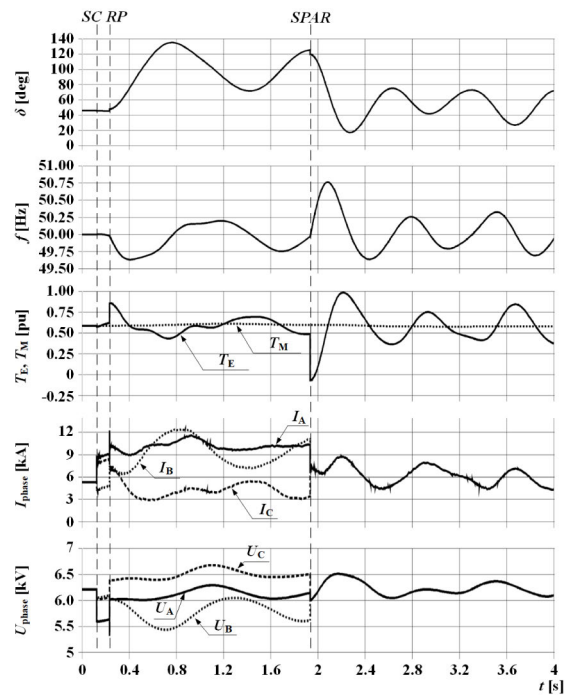 SC RP SPAR
140
120
100
80
60
40
20
0
δ [deg]
51.00
50.75
50.50
50.25
50.00
49.75
49.50
f [Hz]
1.00
0.75
0.50
0.25
0
-0.25
TE, TM [pu]
TE
TM
12
9
6
3
0
Iphase [kA]
IA
IB
IC
7
6.5
6.0
5.5
5
Uphase [kV]
UC
UA
UB
0 0.4 0.8 1.2 1.6 2 2.4 2.8 3.2 3.6 4
t [s]